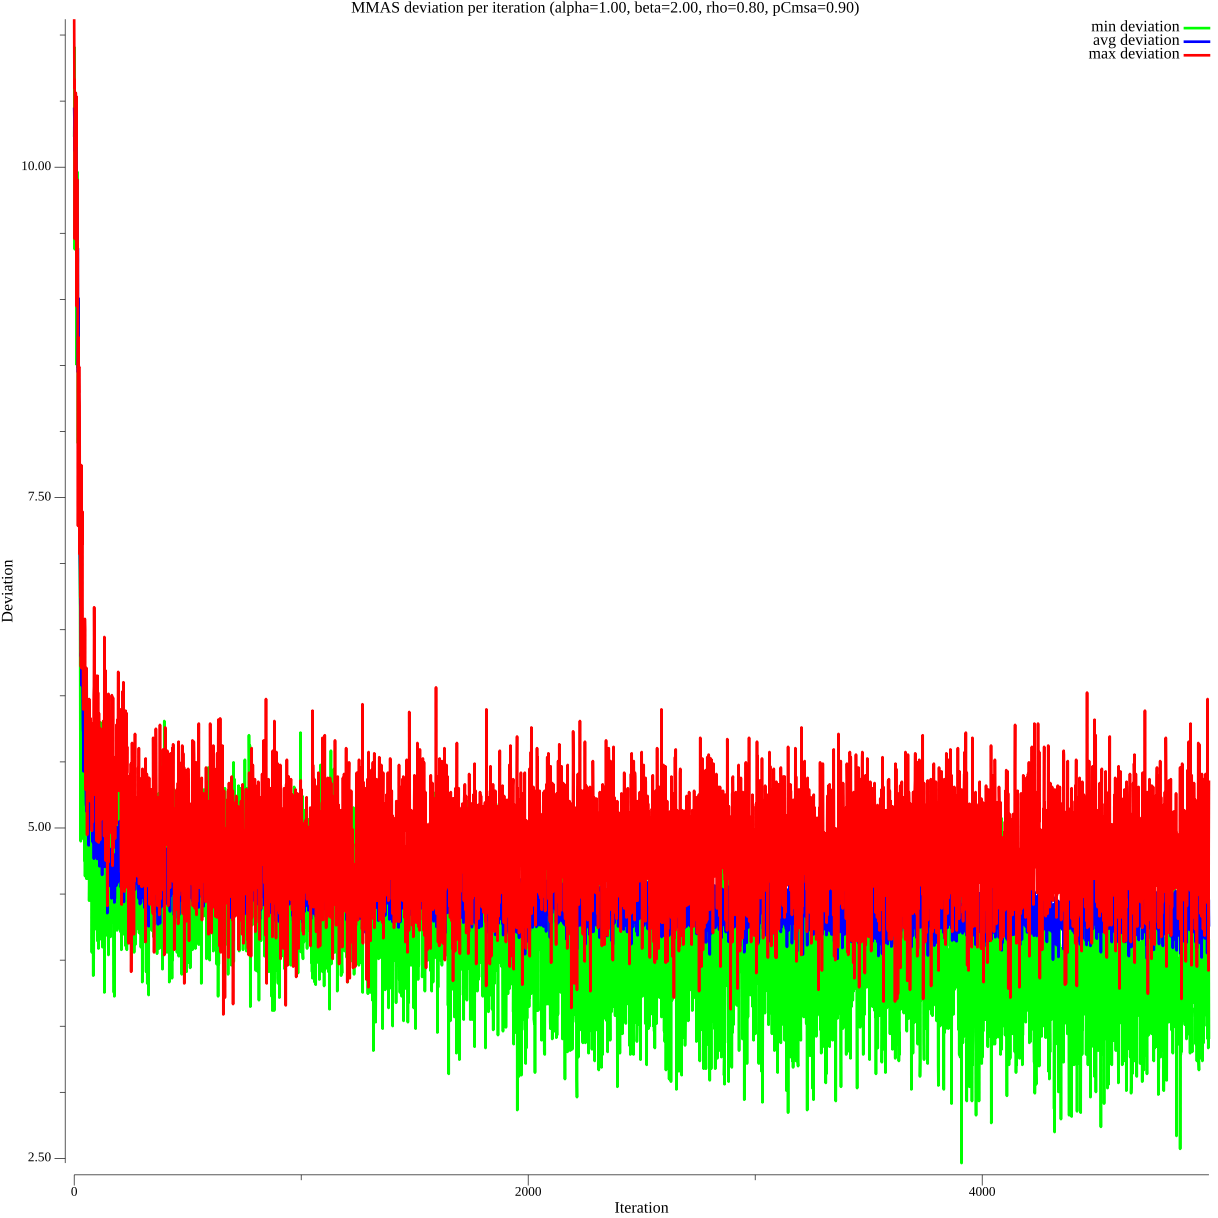 MMAS deviation per iteration (alpha=1.00, beta=2.00, rho=0.80, pCmsa=0.90)
min deviation
avg deviation
max deviation
10.00
7.50
5.00
2.50
Deviation
0 2000 4000
Iteration